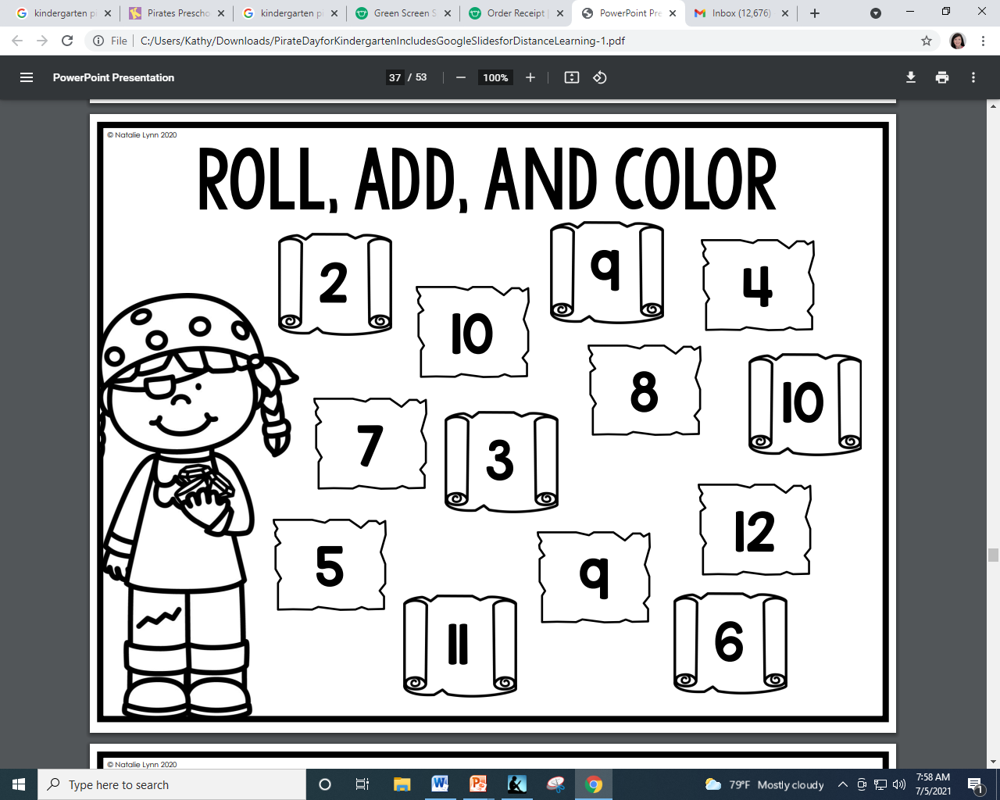 kindergarten pi
Pirates Prescho
kindergarten pi
Green Screen S
Order Receipt |
PowerPoint Pre
Inbox (12,676)
File
C:/Users/Kathy/Downloads/PirateDayforKindergartenIncludesGoogleSlidesforDistanceLearning-1.pdf
PowerPoint Presentation
37 / 53
100%
© Natalie Lynn 2020
ROLL, ADD, AND COLOR
2
9
4
10
8
10
7
3
12
5
9
11
6
© Natalie Lynn 2020
Type here to search
79°F Mostly cloudy
7:58 AM
7/5/2021
1